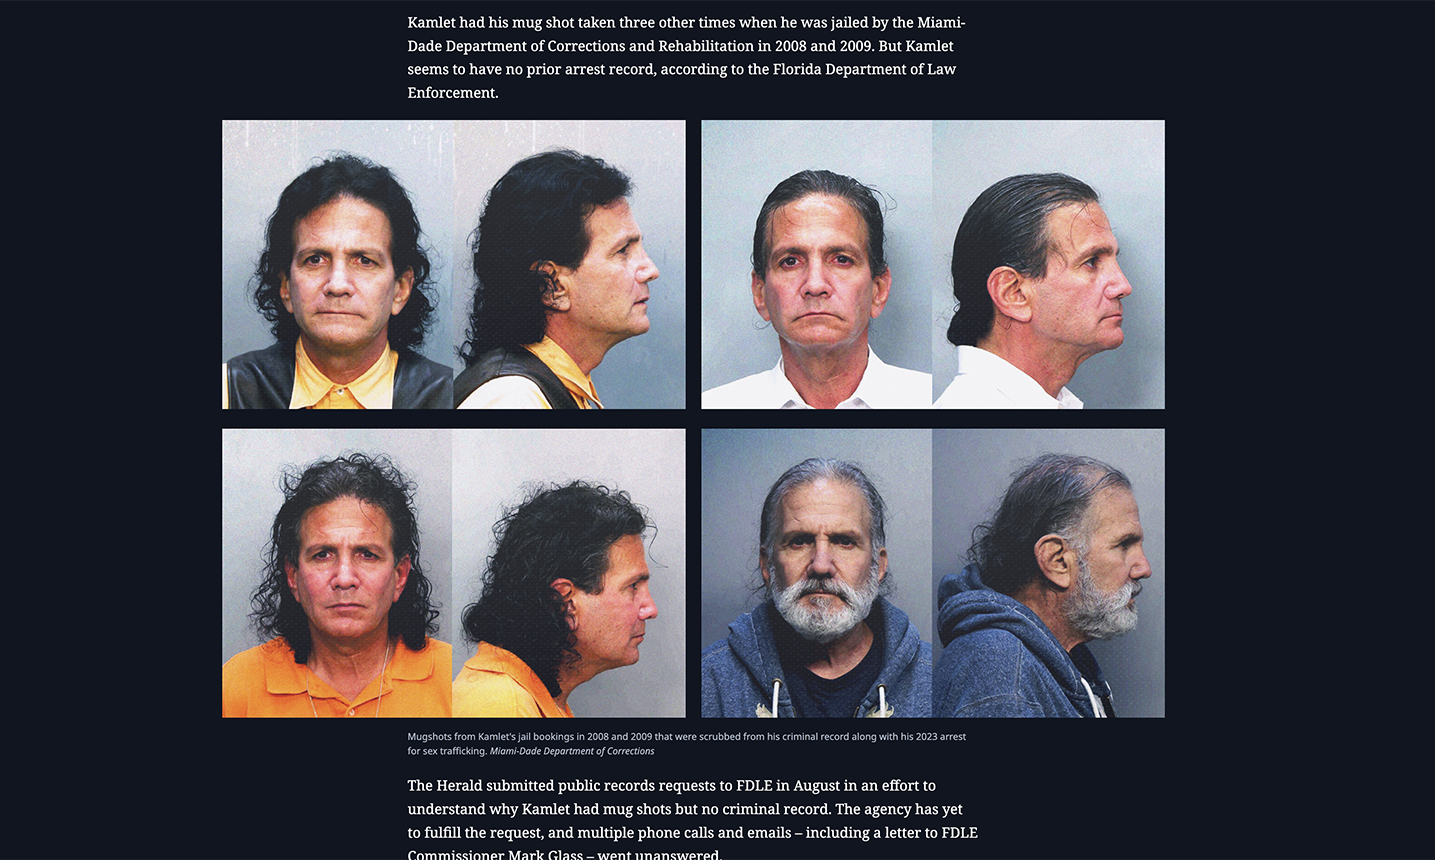 Kamlet had his mug shot taken three other times when he was jailed by the Miami-
Dade Department of Corrections and Rehabilitation in 2008 and 2009. But Kamlet
seems to have no prior arrest record, according to the Florida Department of Law
Enforcement.
Mugshots from Kamlet's jail bookings in 2008 and 2009 that were scrubbed from his criminal record along with his 2023 arrest
for sex trafficking. Miami-Dade Department of Corrections
The Herald submitted public records requests to FDLE in August in an effort to
understand why Kamlet had mug shots but no criminal record. The agency has yet
to fulfill the request, and multiple phone calls and emails – including a letter to FDLE
Commissioner Mark Glass – went unanswered.